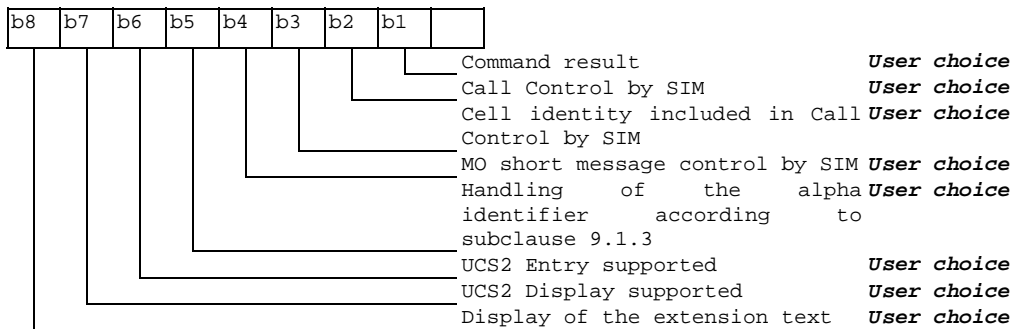 b8 b7 b6 b5 b4 b3 b2 b1
Command result User choice
Call Control by SIM User choice
Cell identity included in Call User choice
Control by SIM
MO short message control by SIM User choice
Handling of the alpha User choice
identifier according to
subclause 9.1.3
UCS2 Entry supported User choice
UCS2 Display supported User choice
Display of the extension text User choice